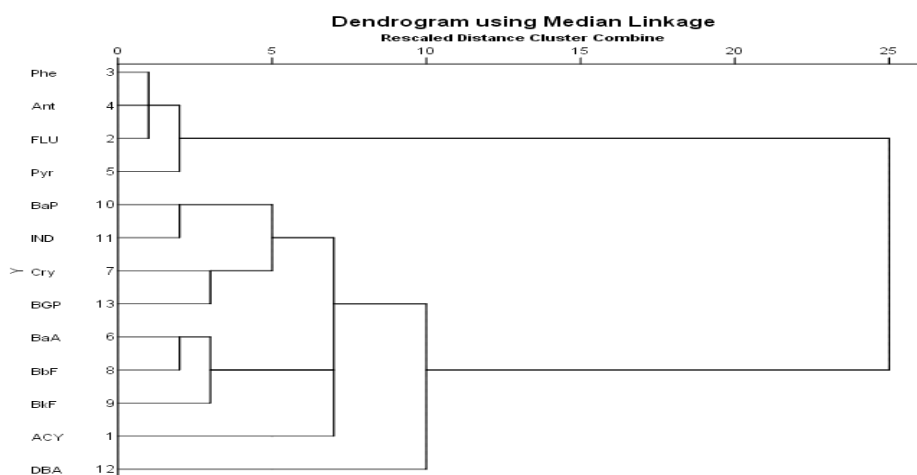 Dendrogram using Median Linkage
Rescaled Distance Cluster Combine
0 5 10 15 20 25
Phe 3
Ant 4
FLU 2
Pyr 5
BaP 10
IND 11
Y Cry 7
BGP 13
BaA 6
BbF 8
BkF 9
ACY 1
DBA 12